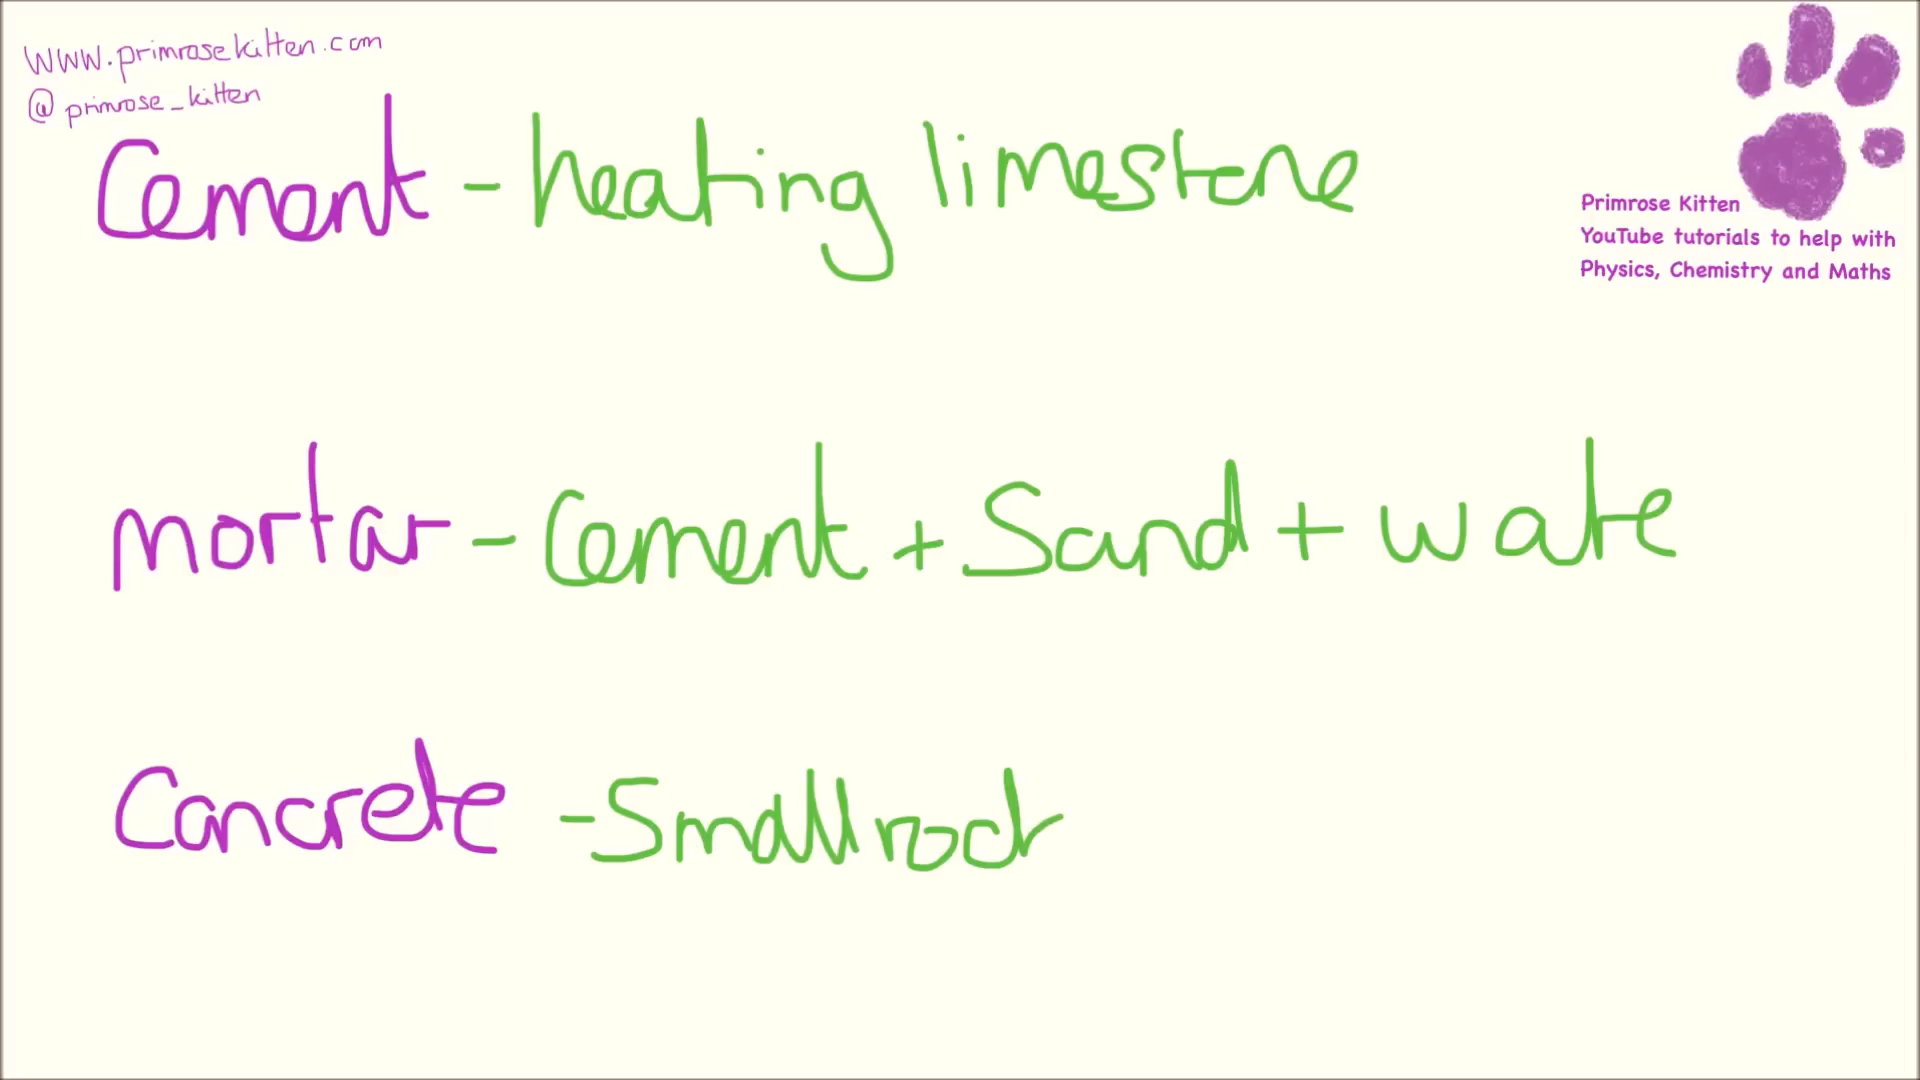 www.primrosekitten.com
@primrose_kitten
Cement - heating limestone
Primrose Kitten
YouTube tutorials to help with
Physics, Chemistry and Maths
mortar - Cement + Sand + wate
Concrete - Small rock